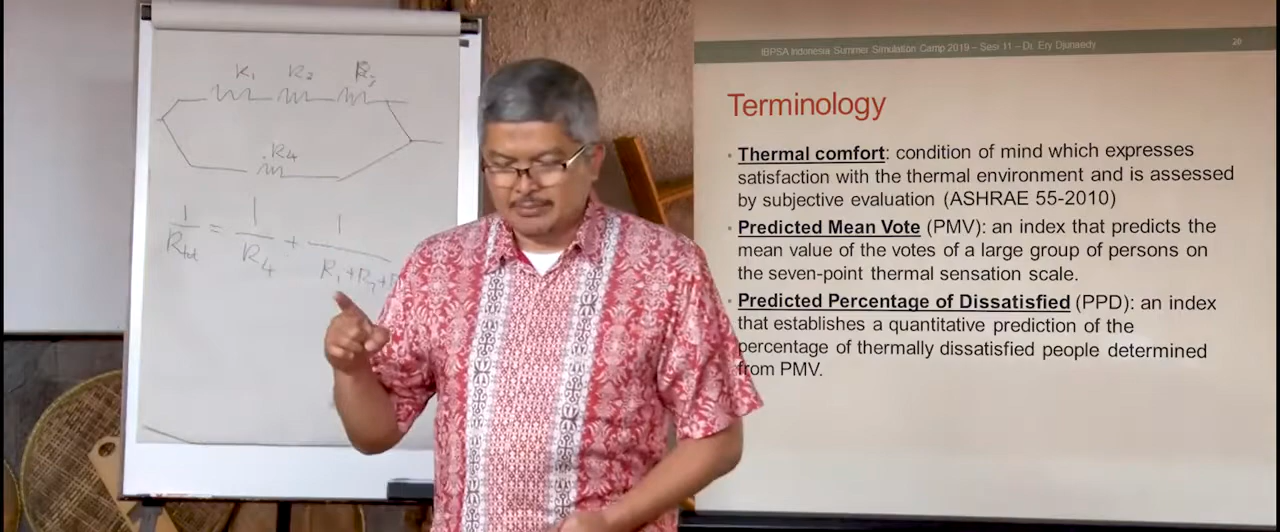 R₁ R₂ R₃
R₄
1/R_tot = 1/R₄ + 1/R₁+R₂+
IBPSA Indonesia Summer Simulation Camp 2019 – Sesi 11 – Dr. Ery Djunaedy 20
Terminology
• Thermal comfort: condition of mind which expresses
satisfaction with the thermal environment and is assessed
by subjective evaluation (ASHRAE 55-2010)
• Predicted Mean Vote (PMV): an index that predicts the
mean value of the votes of a large group of persons on
the seven-point thermal sensation scale.
• Predicted Percentage of Dissatisfied (PPD): an index
that establishes a quantitative prediction of the
percentage of thermally dissatisfied people determined
from PMV.